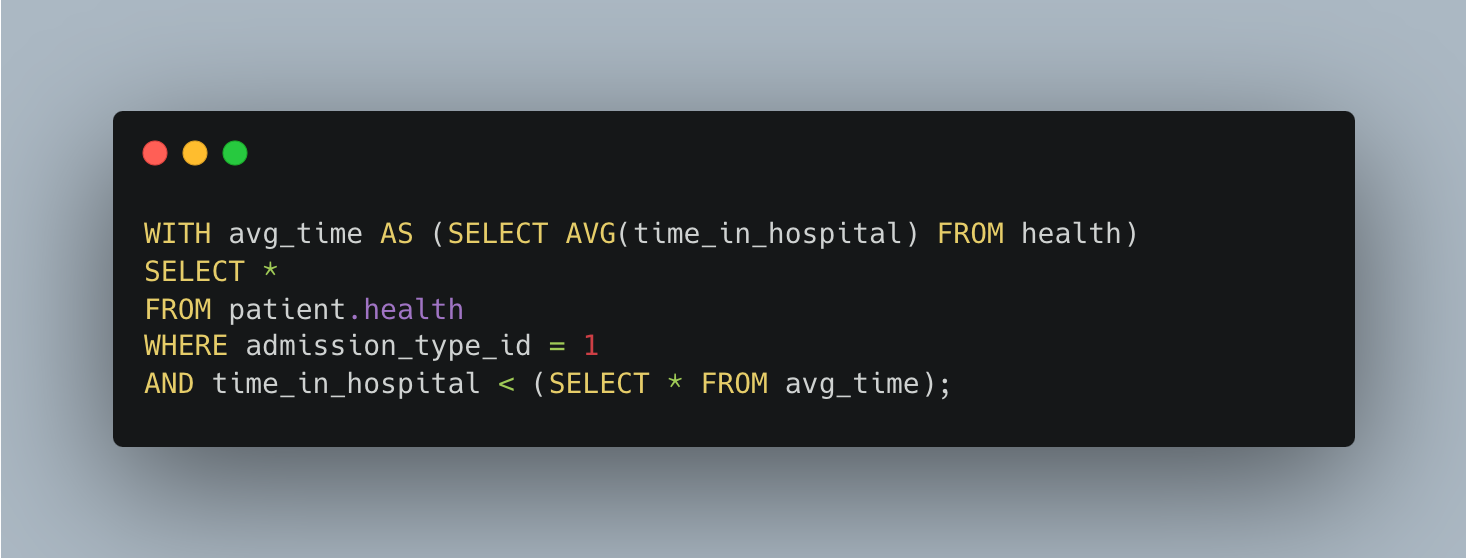 WITH avg_time AS (SELECT AVG(time_in_hospital) FROM health)
SELECT *
FROM patient.health
WHERE admission_type_id = 1
AND time_in_hospital < (SELECT * FROM avg_time);